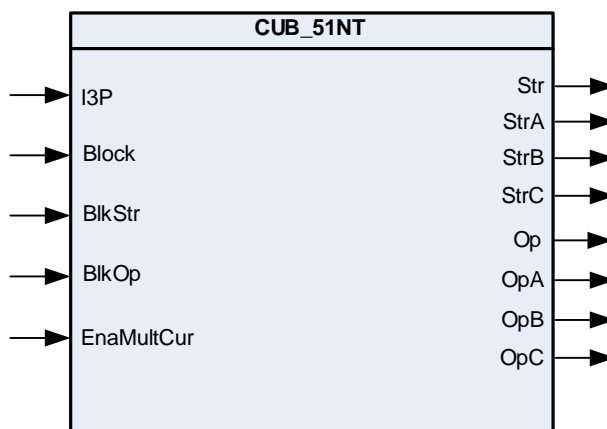 CUB_51NT
I3P
Block
BlkStr
BlkOp
EnaMultCur
Str
StrA
StrB
StrC
Op
OpA
OpB
OpC